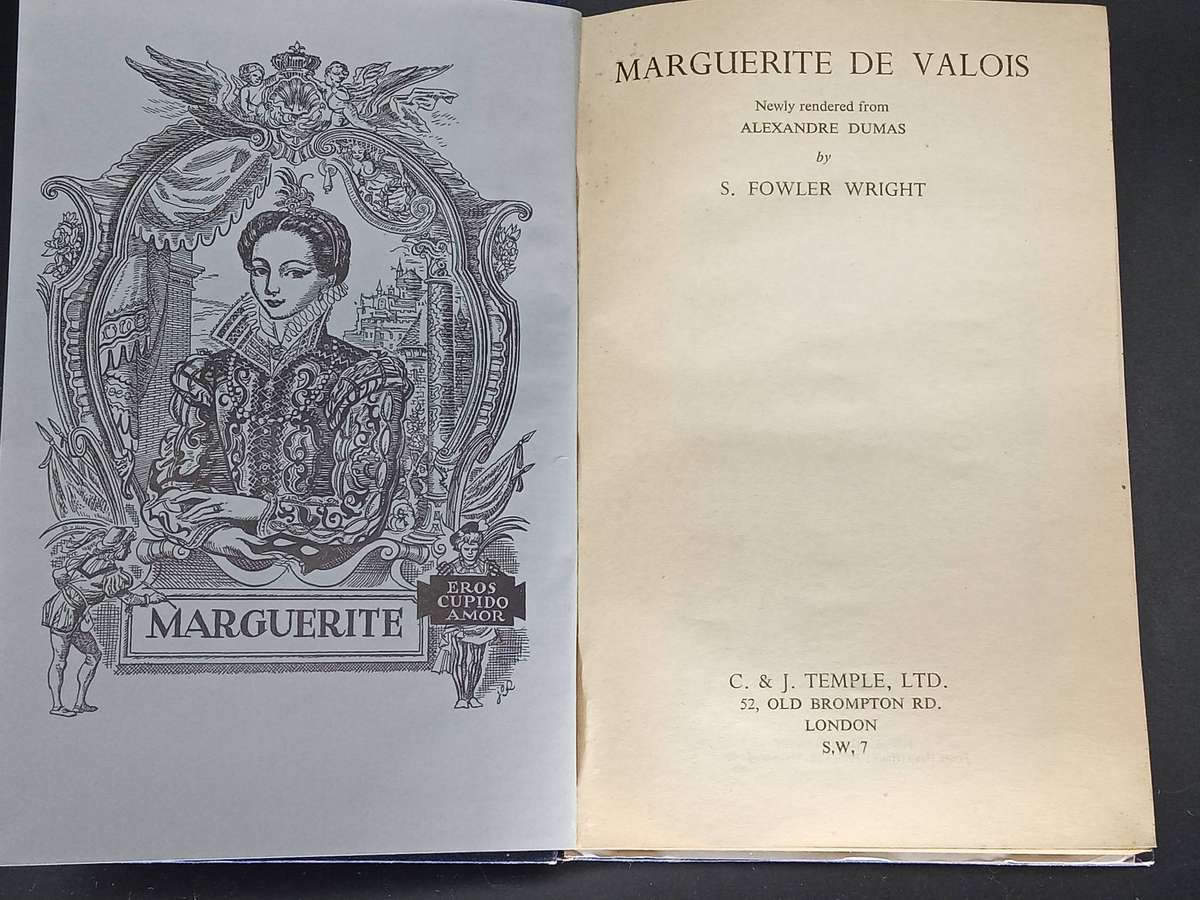 MARGUERITE
EROS
CUPIDO
AMOR
MARGUERITE DE VALOIS
Newly rendered from
ALEXANDRE DUMAS
by
S. FOWLER WRIGHT
C. & J. TEMPLE, LTD.
52, OLD BROMPTON RD.
LONDON
S.W, 7